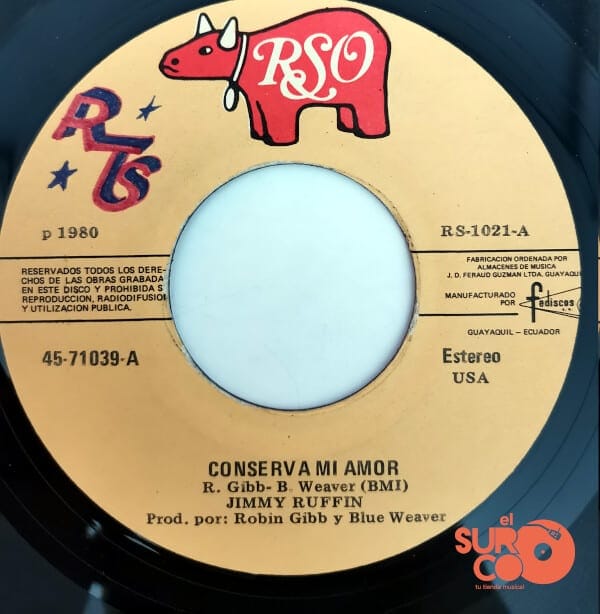 RSO
RLTS
p 1980
RS-1021-A
RESERVADOS TODOS LOS DERE-
CHOS DE LAS OBRAS GRABADA
EN ESTE DISCO Y PROHIBIDA S
REPRODUCCION, RADIODIFUSIO
Y UTILIZACION PUBLICA.
FABRICACION ORDENADA POR
ALMACENES DE MUSICA
J. D. FERAUD GUZMAN LTDA. GUAYAQUI
MANUFACTURADO
POR
fediscos
GUAYAQUIL – ECUADOR
45-71039-A
Estereo
USA
CONSERVA MI AMOR
R. Gibb- B. Weaver (BMI)
JIMMY RUFFIN
Prod. por: Robin Gibb y Blue Weaver
el
SURCO
tu tienda musical